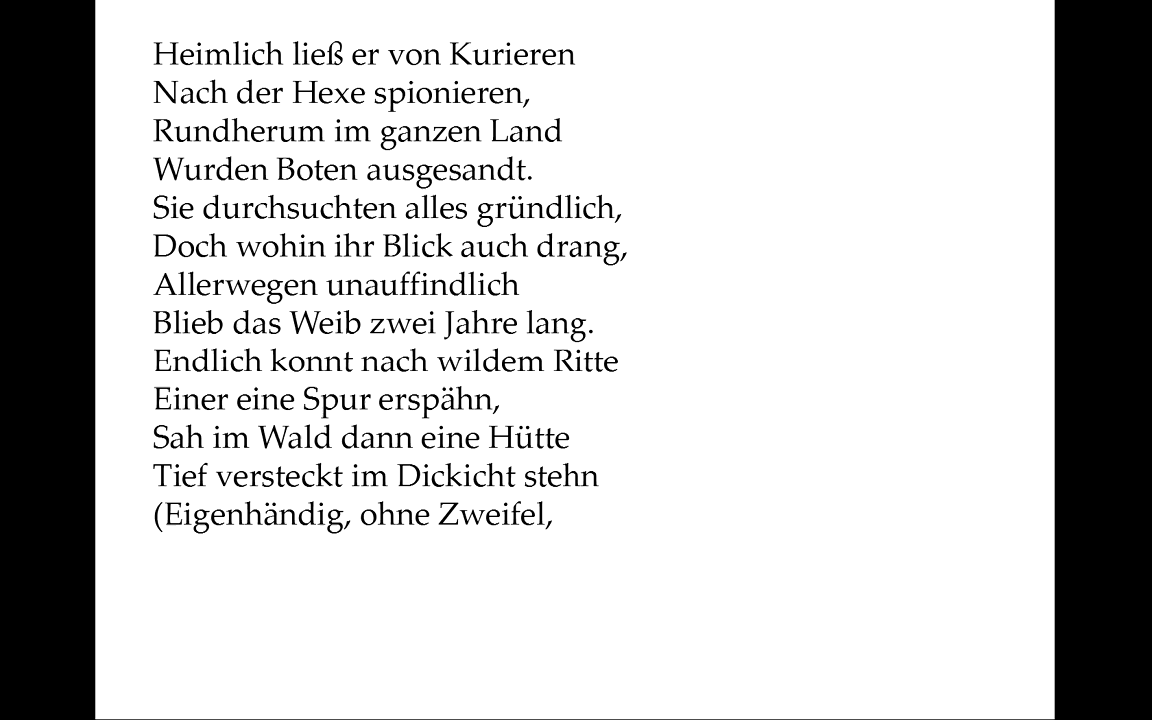 Heimlich ließ er von Kurieren
Nach der Hexe spionieren,
Rundherum im ganzen Land
Wurden Boten ausgesandt.
Sie durchsuchten alles gründlich,
Doch wohin ihr Blick auch drang,
Allerwegen unauffindlich
Blieb das Weib zwei Jahre lang.
Endlich konnt nach wildem Ritte
Einer eine Spur erspähn,
Sah im Wald dann eine Hütte
Tief versteckt im Dickicht stehn
(Eigenhändig, ohne Zweifel,